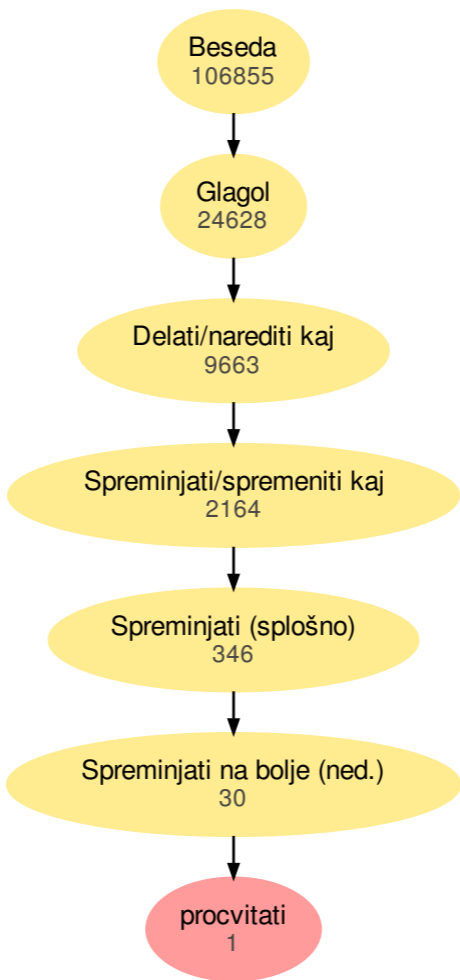 Beseda
106855
Glagol
24628
Delati/narediti kaj
9663
Spreminjati/spremeniti kaj
2164
Spreminjati (splošno)
346
Spreminjati na bolje (ned.)
30
procvitati
1